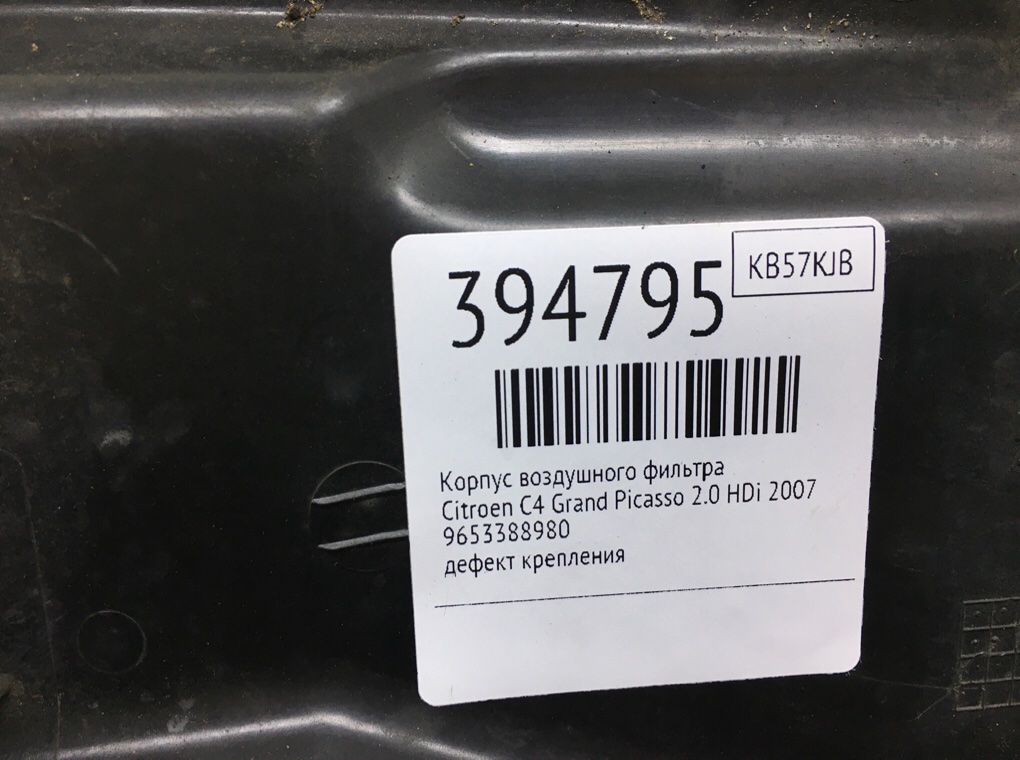 394795
KB57KJB
Корпус воздушного фильтра
Citroen C4 Grand Picasso 2.0 HDi 2007
9653388980
дефект крепления